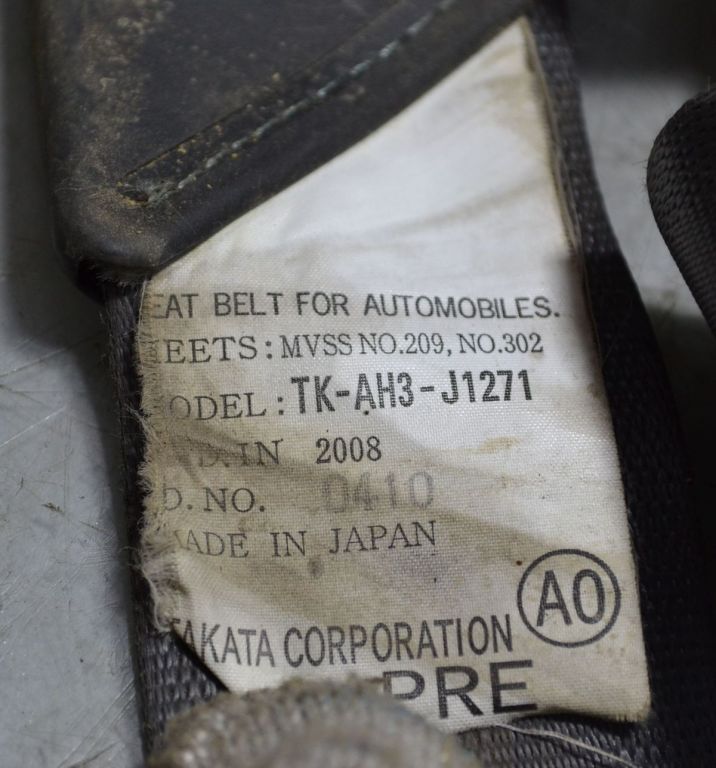 EAT BELT FOR AUTOMOBILES.
EETS: MVSS NO.209, NO.302
ODEL: TK-AH3-J1271
D. IN 2008
D. NO. 0410
ADE IN JAPAN
AO
TAKATA CORPORATION
PRE